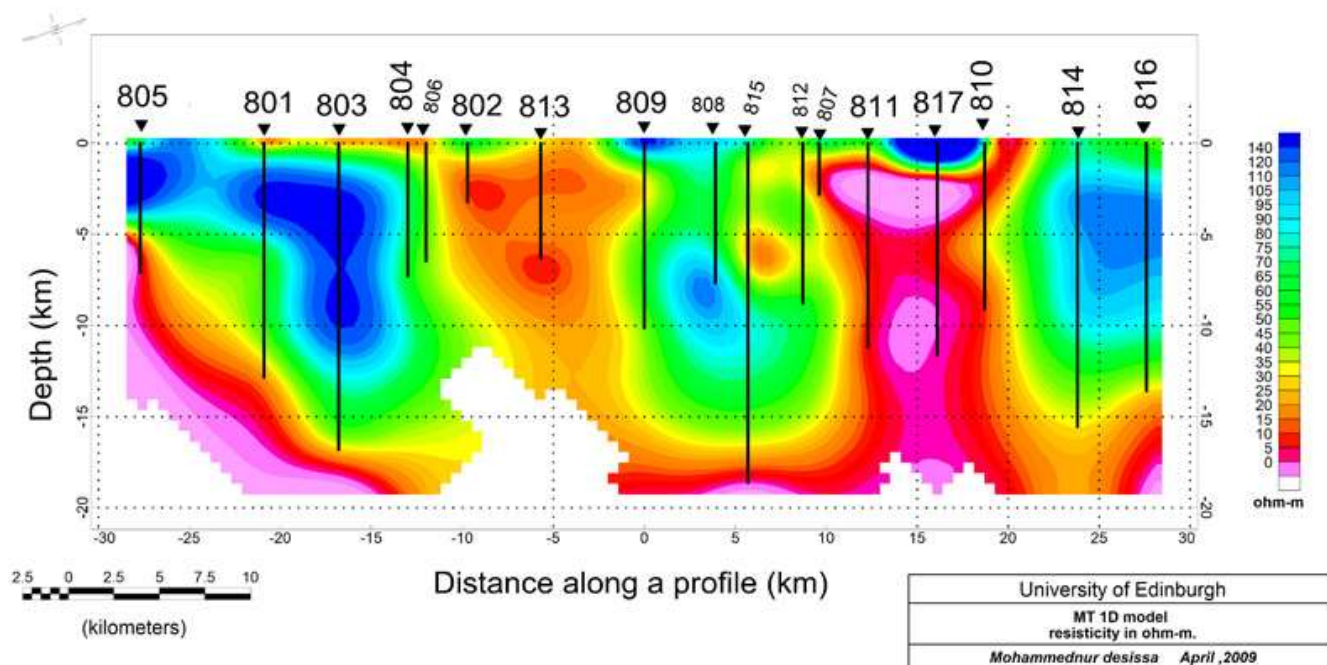 805 801 803 804 806 802 813 809 808 815 812 807 811 817 810 814 816
0 0
-5 -5
-10 -10
-15 -15
-20 -20
Depth (km)
-30 -25 -20 -15 -10 -5 0 5 10 15 20 25 30
Distance along a profile (km)
140
120
105
95
90
80
75
65
60
55
50
45
40
35
30
25
20
15
10
5
0
ohm-m
2.5 0 2.5 5 7.5 10
(kilometers)
University of Edinburgh
MT 1D model
resisticity in ohm-m.
Mohammednur desissa April ,2009